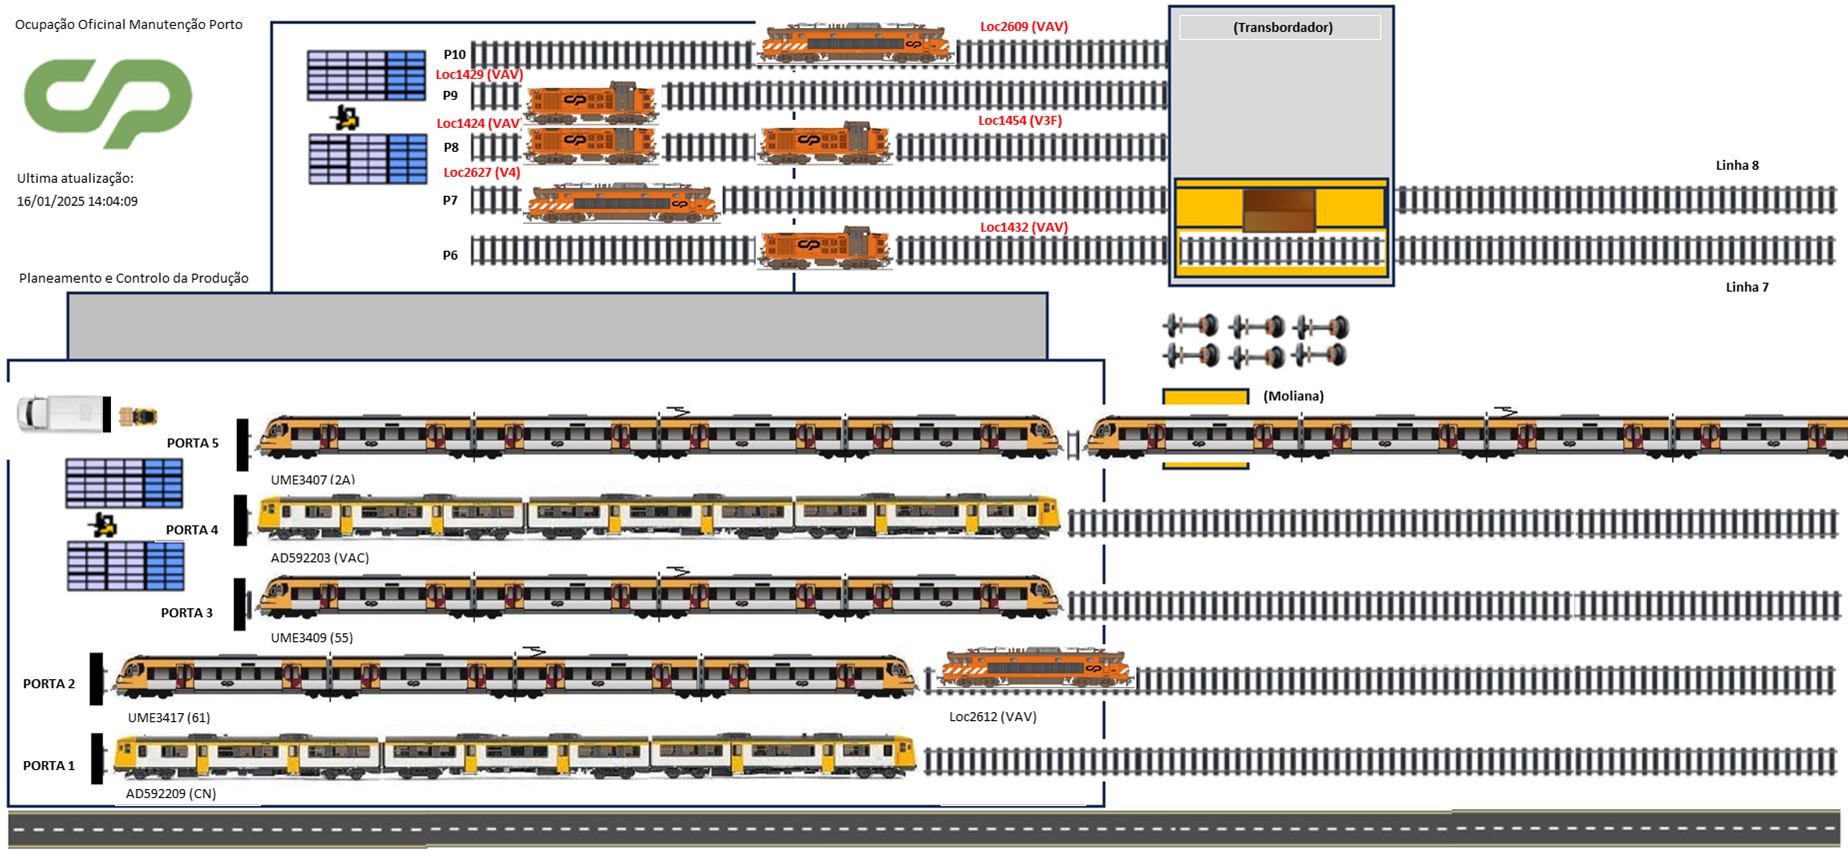 Ocupação Oficinal Manutenção Porto
Loc2609 (VAV)
(Transbordador)
P10
Loc1429 (VAV)
P9
Loc1424 (VAV)
Loc1454 (V3F)
P8
Loc2627 (V4)
Linha 8
Ultima atualização:
16/01/2025 14:04:09
P7
Loc1432 (VAV)
P6
Planeamento e Controlo da Produção
Linha 7
(Moliana)
PORTA 5
UME3407 (2A)
PORTA 4
AD592203 (VAC)
PORTA 3
UME3409 (55)
PORTA 2
UME3417 (61)
Loc2612 (VAV)
PORTA 1
AD592209 (CN)